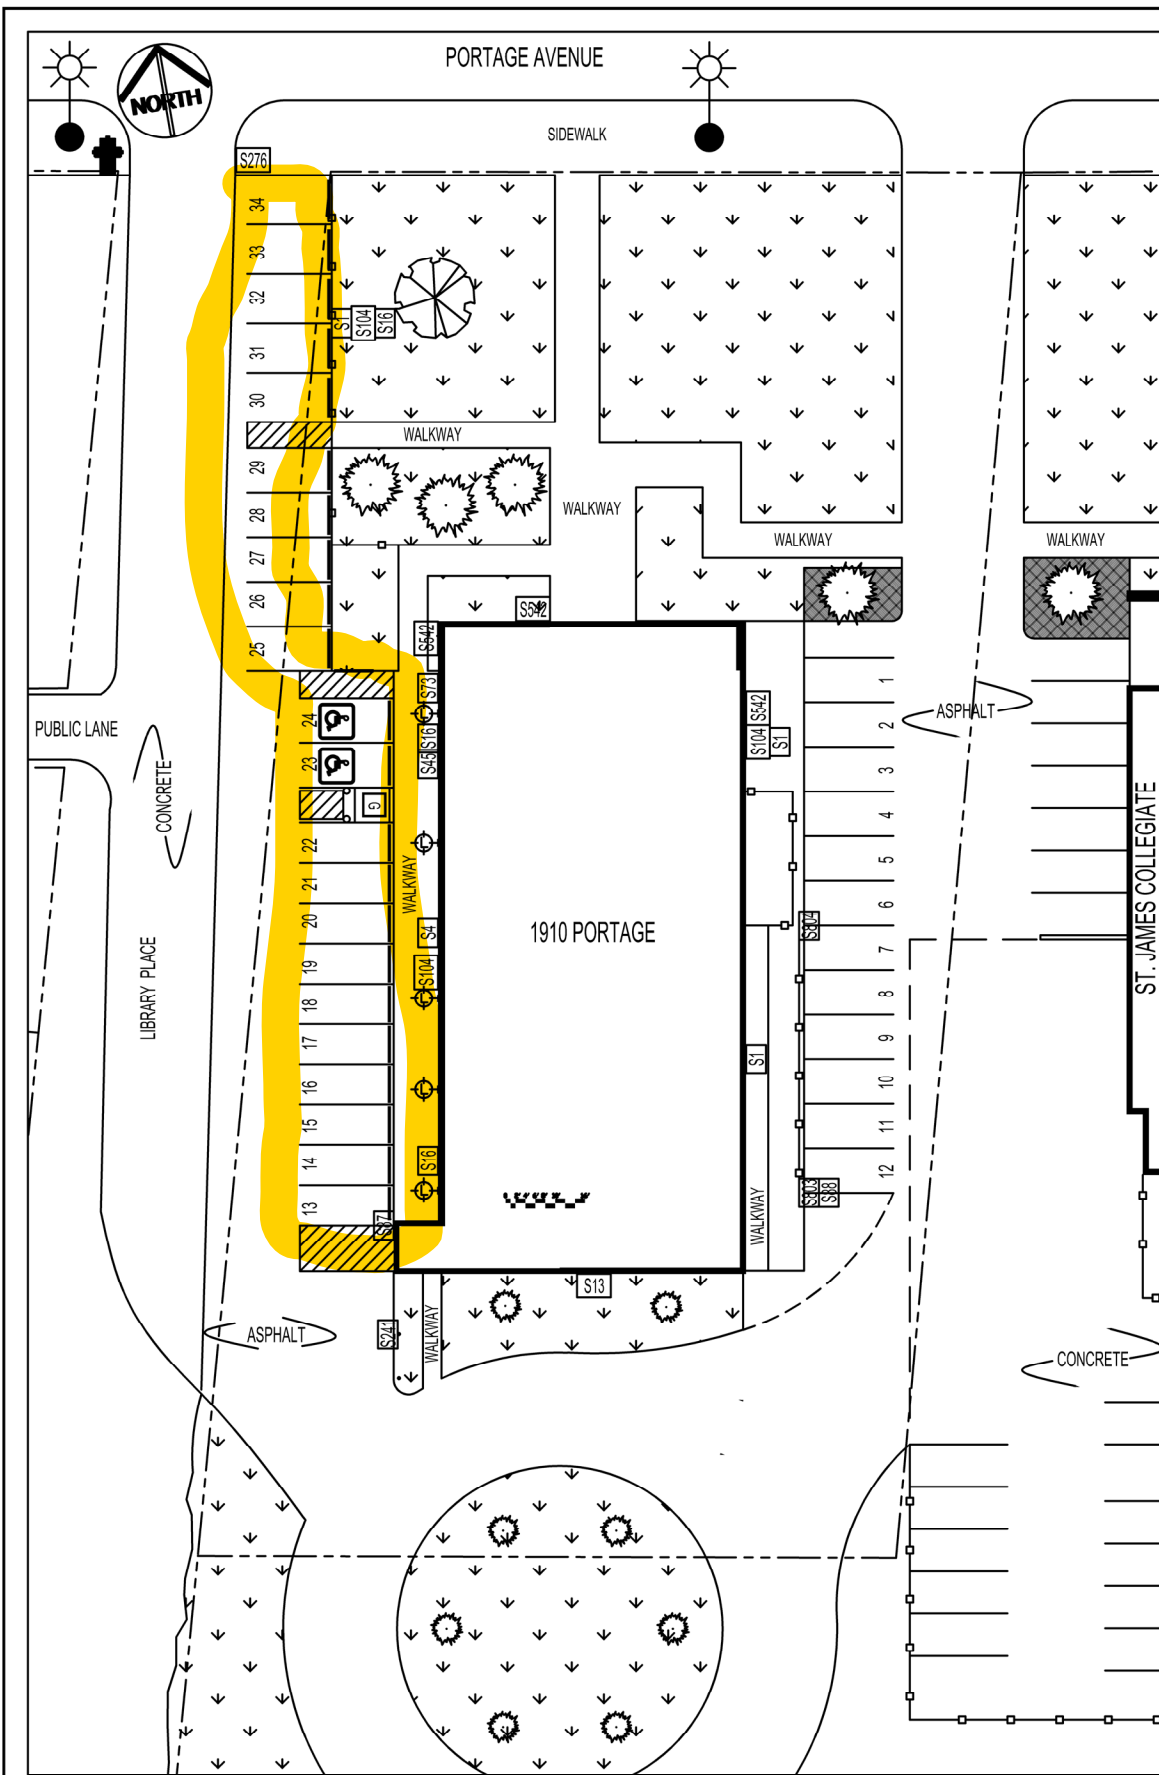 PORTAGE AVENUE
NORTH
SIDEWALK
S276
34
33
32
31
30
S1
S104
S16
WALKWAY
29
28
27
26
25
WALKWAY
WALKWAY
WALKWAY
S542
S542
S73
S16
S45
24
23
G
22
21
20
19
18
17
16
15
14
13
WALKWAY
S4
S104
S16
S37
1910 PORTAGE
S542
S104
S1
S804
S1
S803
S88
WALKWAY
1
2
3
4
5
6
7
8
9
10
11
12
ASPHALT
ST. JAMES COLLEGIATE
PUBLIC LANE
CONCRETE
LIBRARY PLACE
ASPHALT
S241
WALKWAY
S13
CONCRETE
L
L
L
L
L